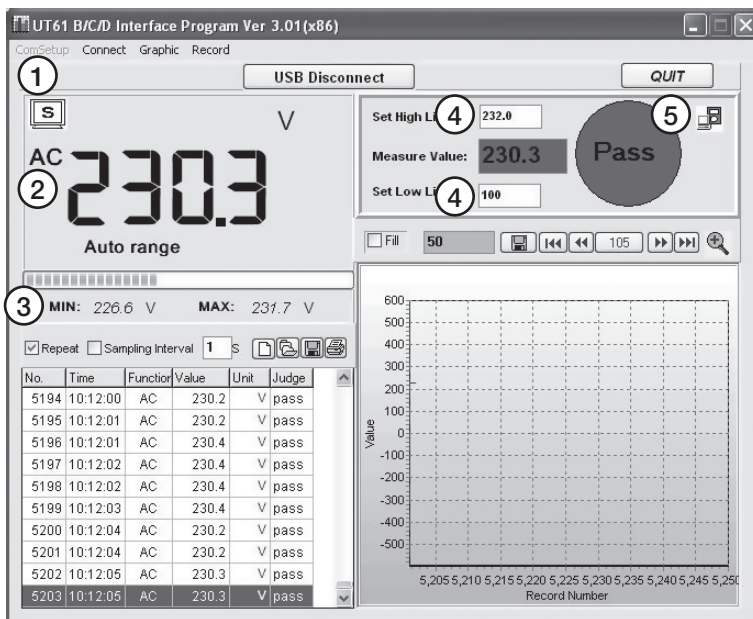 UT61 B/C/D Interface Program Ver 3.01(x86)
ComSetup Connect Graphic Record
1 USB Disconnect QUIT
S
V
AC
230.3
2
Auto range
Set High Li 4 232.0
5
Measure Value: 230.3 Pass
Set Low Li 4 100
Fill 50 105
3 MIN: 226.6 V MAX: 231.7 V
Repeat Sampling Interval 1 S
No. Time Function Value Unit Judge
5194 10:12:00 AC 230.2 V pass
5195 10:12:01 AC 230.2 V pass
5196 10:12:01 AC 230.4 V pass
5197 10:12:02 AC 230.4 V pass
5198 10:12:02 AC 230.4 V pass
5199 10:12:03 AC 230.4 V pass
5200 10:12:04 AC 230.2 V pass
5201 10:12:04 AC 230.2 V pass
5202 10:12:05 AC 230.3 V pass
5203 10:12:05 AC 230.3 V pass
600
500
400
300
200
100
0
-100
-200
-300
-400
-500
Value
5,205 5,210 5,215 5,220 5,225 5,230 5,235 5,240 5,245 5,250
Record Number